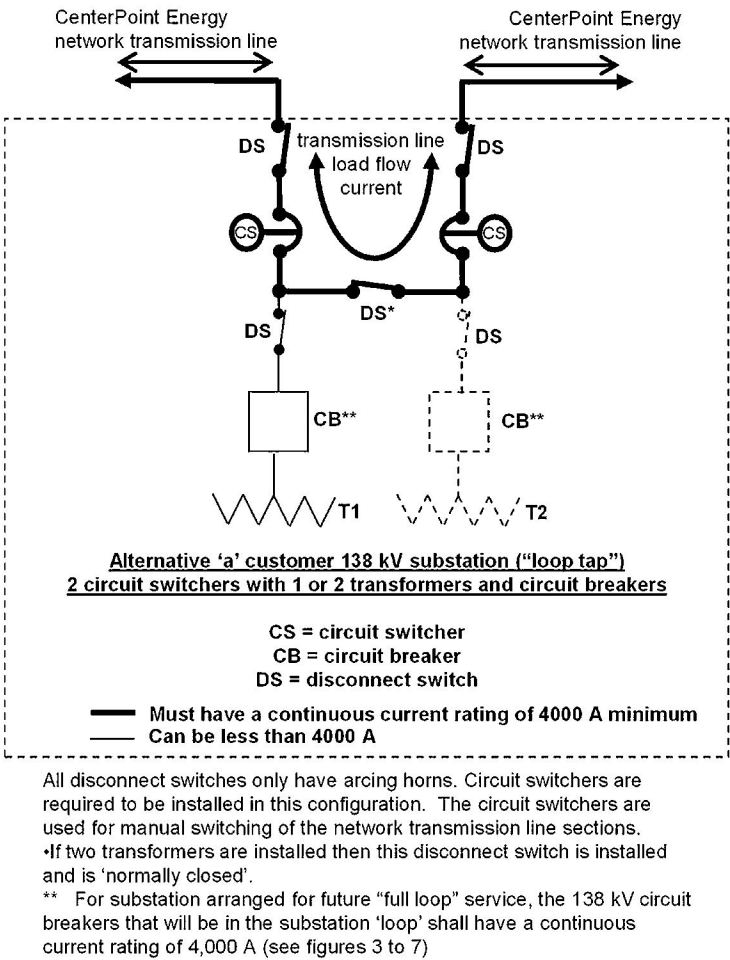 CenterPoint Energy
network transmission line
CenterPoint Energy
network transmission line
DS
transmission line
load flow
current
DS
CS
CS
DS*
DS
DS
CB**
CB**
T1
T2
Alternative ‘a’ customer 138 kV substation (“loop tap”)
2 circuit switchers with 1 or 2 transformers and circuit breakers
CS = circuit switcher
CB = circuit breaker
DS = disconnect switch
Must have a continuous current rating of 4000 A minimum
Can be less than 4000 A
All disconnect switches only have arcing horns. Circuit switchers are
required to be installed in this configuration. The circuit switchers are
used for manual switching of the network transmission line sections.
•If two transformers are installed then this disconnect switch is installed
and is ‘normally closed’.
** For substation arranged for future “full loop” service, the 138 kV circuit
breakers that will be in the substation ‘loop’ shall have a continuous
current rating of 4,000 A (see figures 3 to 7)